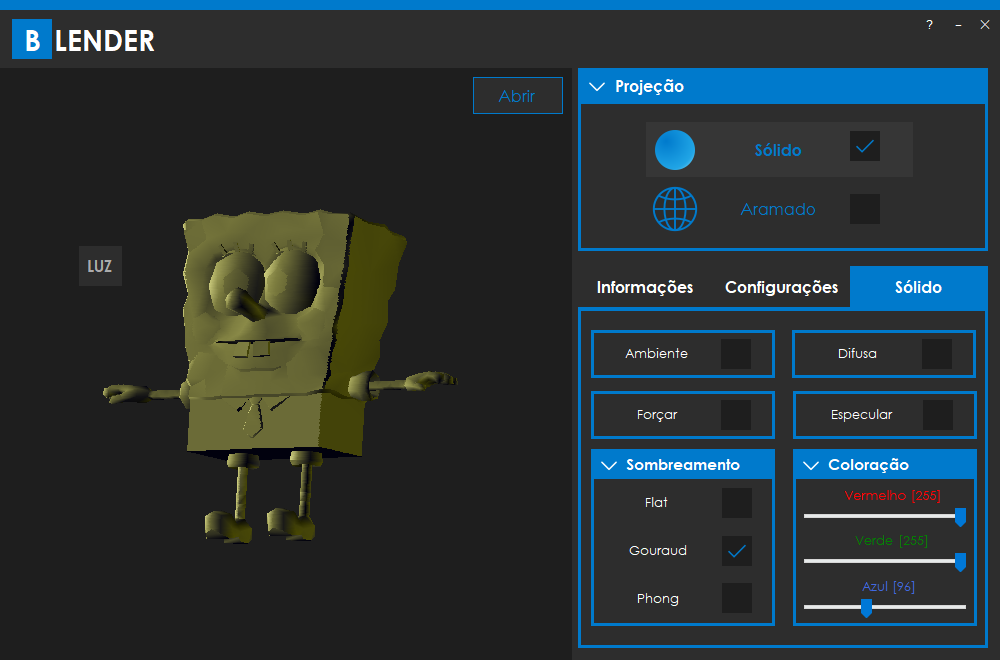 B LENDER
? – ×
Abrir
Projeção
Sólido
Aramado
LUZ
Informações Configurações Sólido
Ambiente Difusa
Forçar Especular
Sombreamento Coloração
Flat
Gouraud
Phong
Vermelho [255]
Verde [255]
Azul [96]